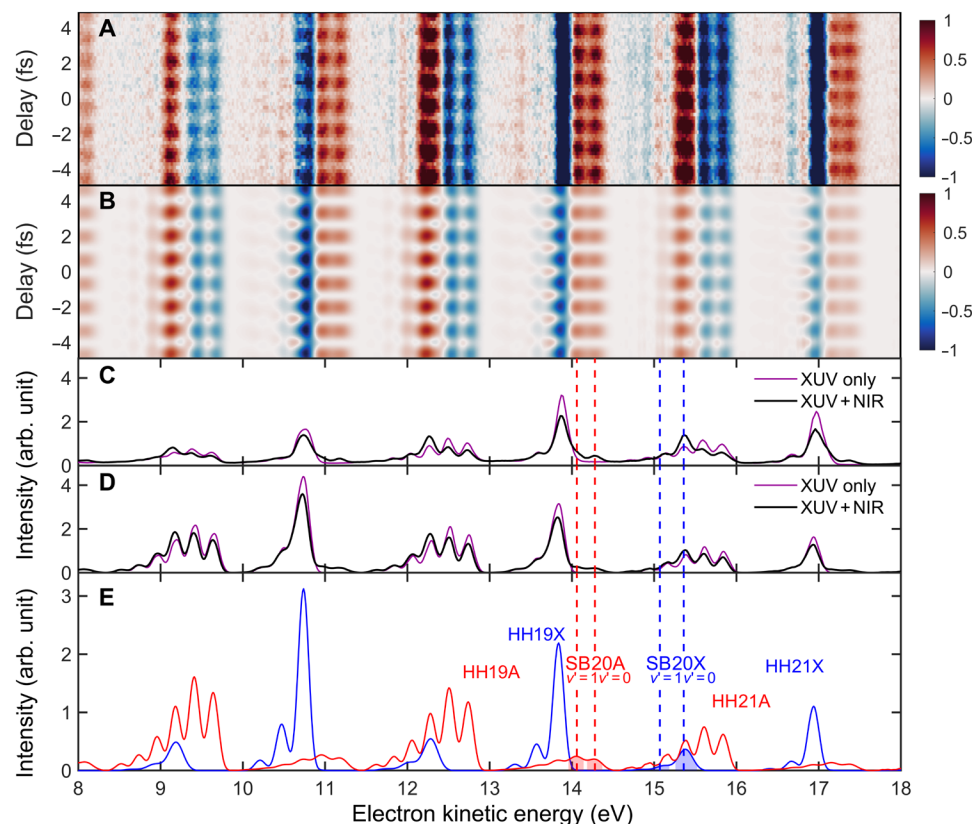 A
Delay (fs)
4
2
0
−2
−4
1
0.5
0
−0.5
−1
B
Delay (fs)
4
2
0
−2
−4
1
0.5
0
−0.5
−1
C
Intensity (arb. unit)
4
2
0
XUV only
XUV + NIR
D
4
2
0
XUV only
XUV + NIR
E
Intensity (arb. unit)
3
2
1
0
HH19X
HH19A
SB20A
v′ = 1 v′ = 0
SB20X
v′ = 1 v′ = 0
HH21X
HH21A
8 9 10 11 12 13 14 15 16 17 18
Electron kinetic energy (eV)